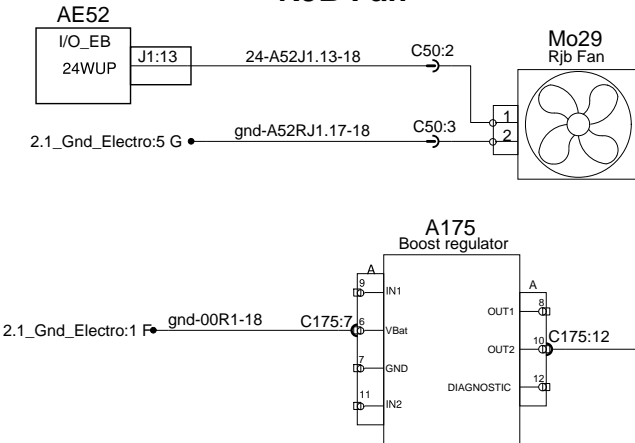 AE52
I/O_EB
24WUP
J1:13
24-A52J1.13-18
C50:2
Mo29
Rjb Fan
1
2
2.1_Gnd_Electro:5 G
gnd-A52RJ1.17-18
C50:3
A175
Boost regulator
A
A
9
IN1
8
OUT1
2.1_Gnd_Electro:1 F
gnd-00R1-18
C175:7
6
VBat
10
OUT2
C175:12
7
GND
12
DIAGNOSTIC
11
IN2